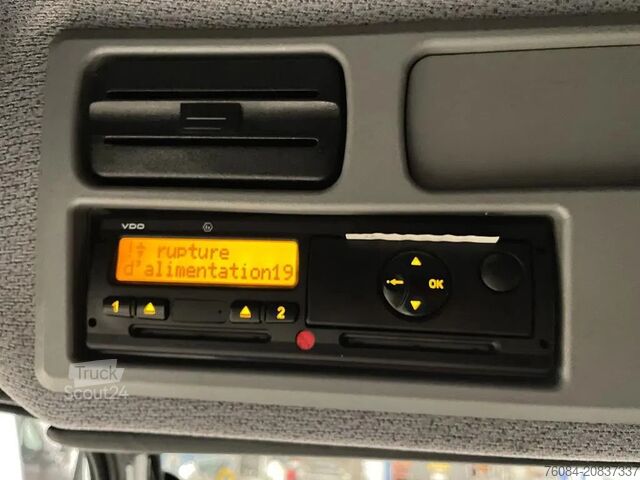 VDO
rupture
d'alimentation19
1
2
OK
Truck
Scout24
76084-20837337